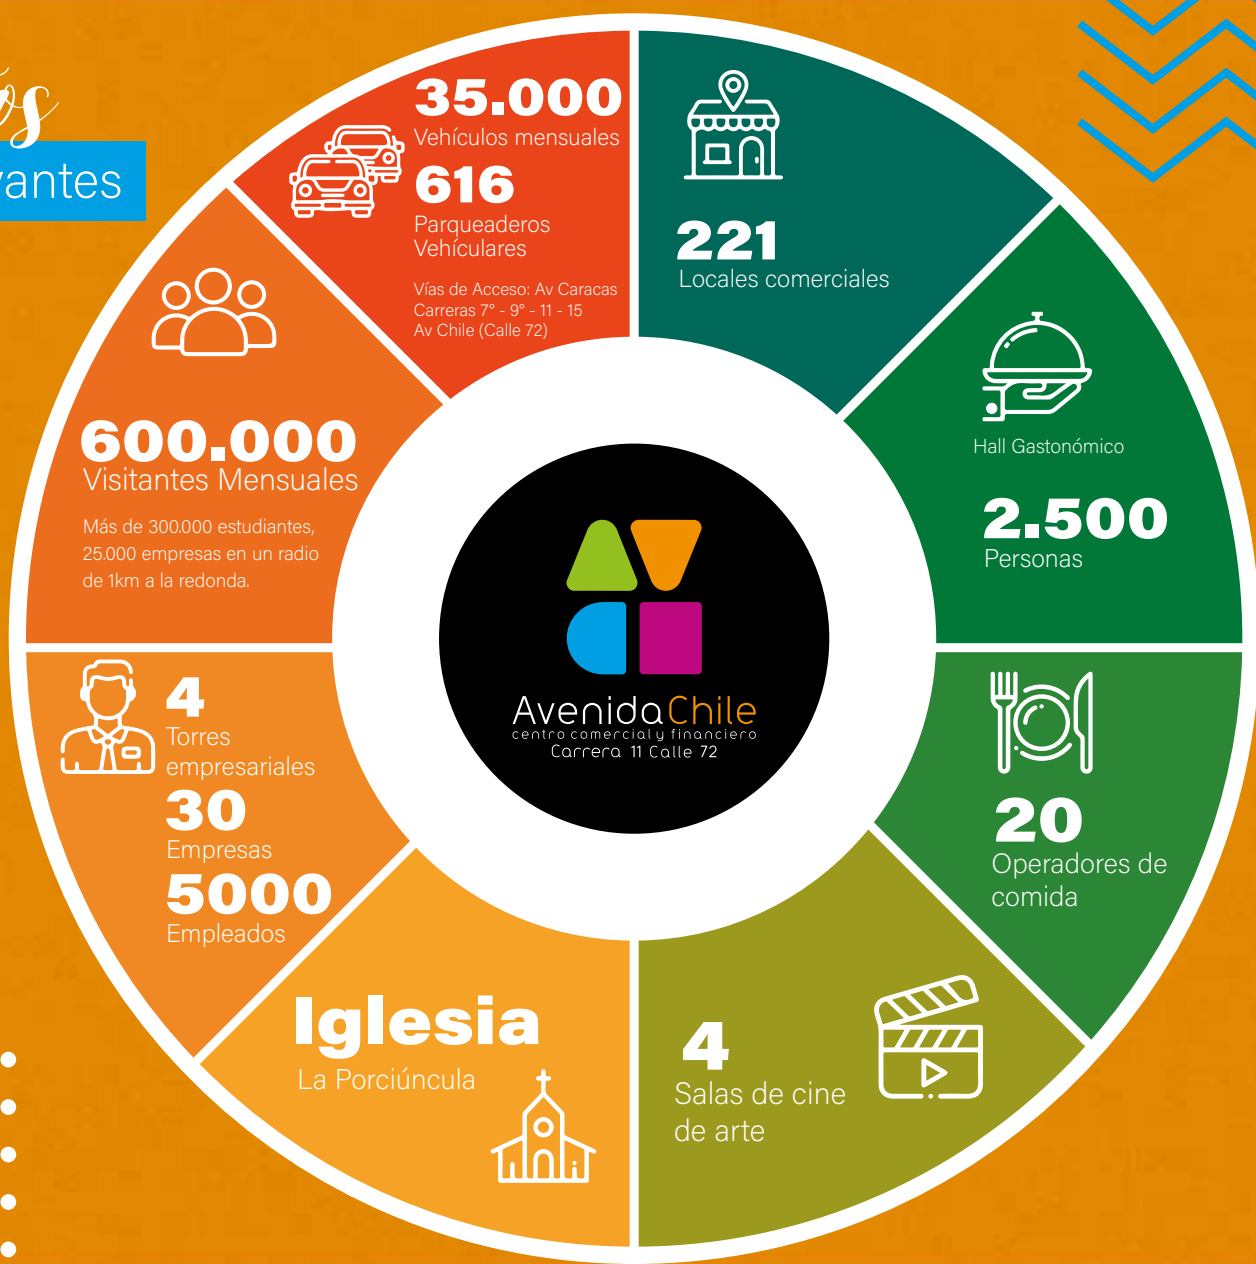 35.000
Vehículos mensuales
616
Parqueaderos
Vehículares
Vías de Acceso: Av Caracas
Carreras 7° - 9° - 11 - 15
Av Chile (Calle 72)
221
Locales comerciales
Hall Gastonómico
2.500
Personas
20
Operadores de
comida
4
Salas de cine
de arte
Iglesia
La Porciúncula
4
Torres
empresariales
30
Empresas
5000
Empleados
600.000
Visitantes Mensuales
Más de 300.000 estudiantes,
25.000 empresas en un radio
de 1km a la redonda.
AvenidaChile
centro comercial y financiero
Carrera 11 Calle 72